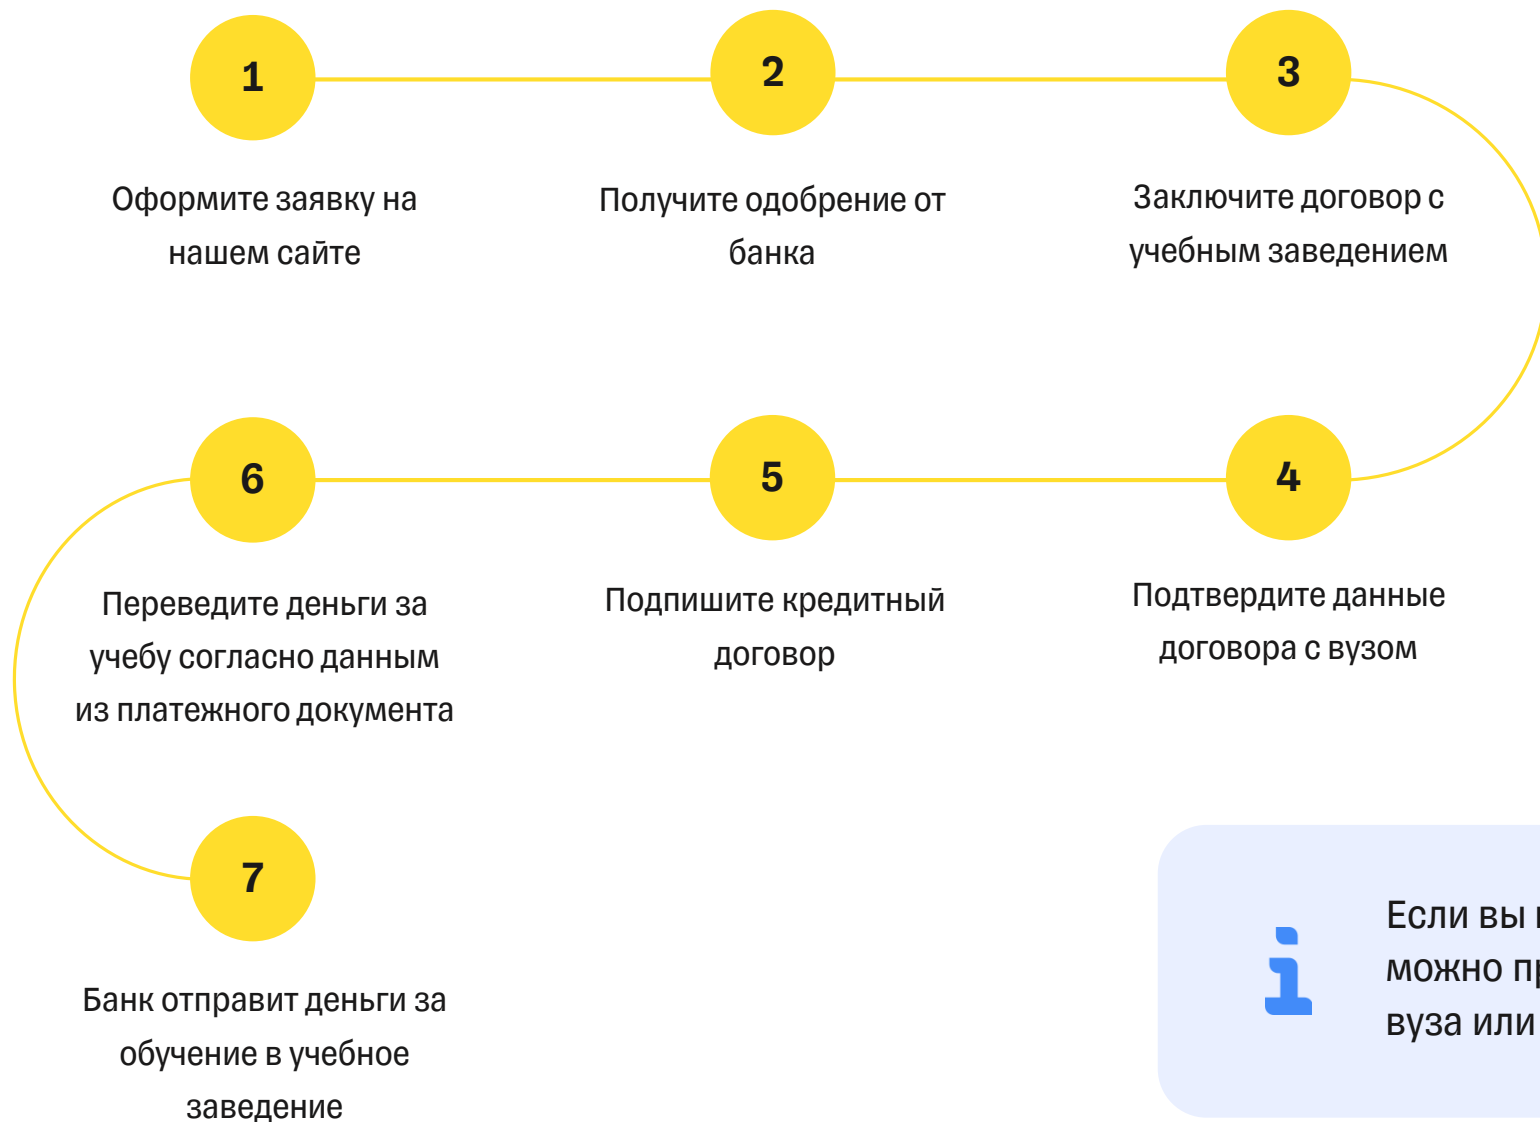 1
Оформите заявку на
нашем сайте
2
Получите одобрение от
банка
3
Заключите договор с
учебным заведением
4
Подтвердите данные
договора с вузом
5
Подпишите кредитный
договор
6
Переведите деньги за
учебу согласно данным
из платежного документа
7
Банк отправит деньги за
обучение в учебное
заведение
Если вы
можно
вуза или